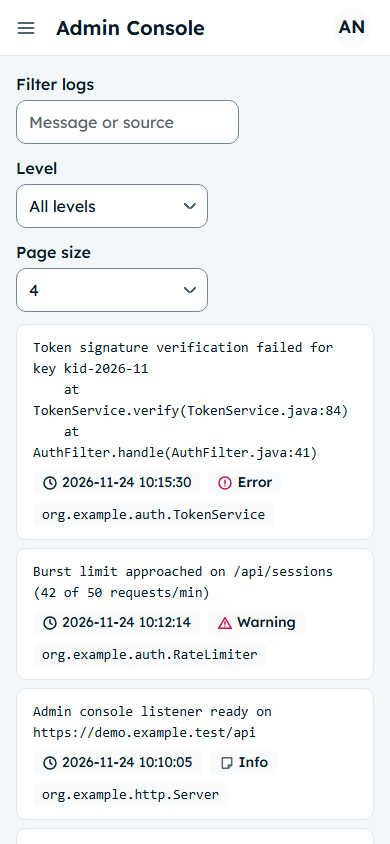 Admin Console
AN
Filter logs
Message or source
Level
All levels
Page size
4
Token signature verification failed for
key kid-2026-11
at
TokenService.verify(TokenService.java:84)
at
AuthFilter.handle(AuthFilter.java:41)
2026-11-24 10:15:30
Error
org.example.auth.TokenService
Burst limit approached on /api/sessions
(42 of 50 requests/min)
2026-11-24 10:12:14
Warning
org.example.auth.RateLimiter
Admin console listener ready on
https://demo.example.test/api
2026-11-24 10:10:05
Info
org.example.http.Server